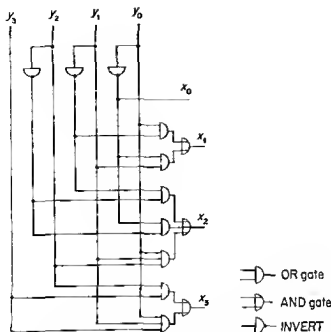 y₃ y₂ y₁ y₀
x₀
x₁
x₂
x₃
OR gate
AND gate
INVERT